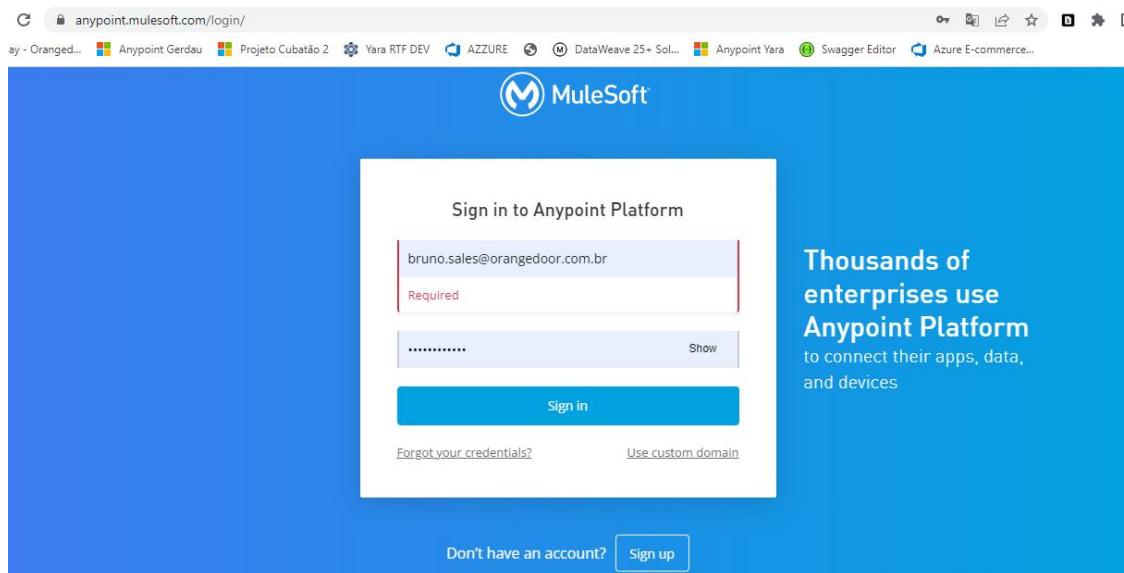 anypoint.mulesoft.com/login/
ay - Oranged... Anypoint Gerdau Projeto Cubatão 2 Yara RTF DEV AZZURE DataWeave 25+ Sol... Anypoint Yara Swagger Editor Azure E-commerce...
MuleSoft
Sign in to Anypoint Platform
bruno.sales@orangedoor.com.br
Required
•••••••••••• Show
Sign in
Forgot your credentials? Use custom domain
Thousands of
enterprises use
Anypoint Platform
to connect their apps, data,
and devices
Don't have an account? Sign up